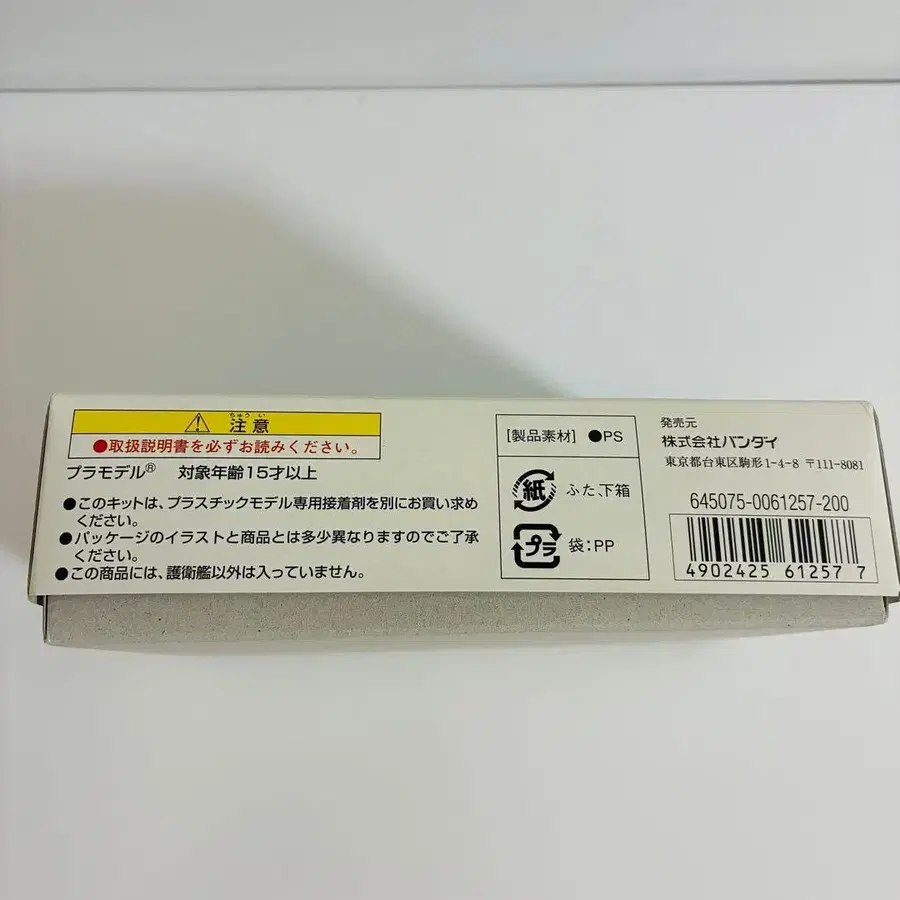 ちゅうい
注意
●取扱説明書を必ずお読みください。
プラモデル® 対象年齢15才以上
●このキットは、プラスチックモデル専用接着剤を別にお買い求め
ください。
●パッケージのイラストと商品とは多少異なりますのでご了承
ください。
●この商品には、護衛艦以外は入っていません。
[製品素材] ●PS
紙 ふた、下箱
プラ 袋:PP
発売元
株式会社バンダイ
東京都台東区駒形1-4-8 〒111-8081
645075-0061257-200
4902425 61257 7